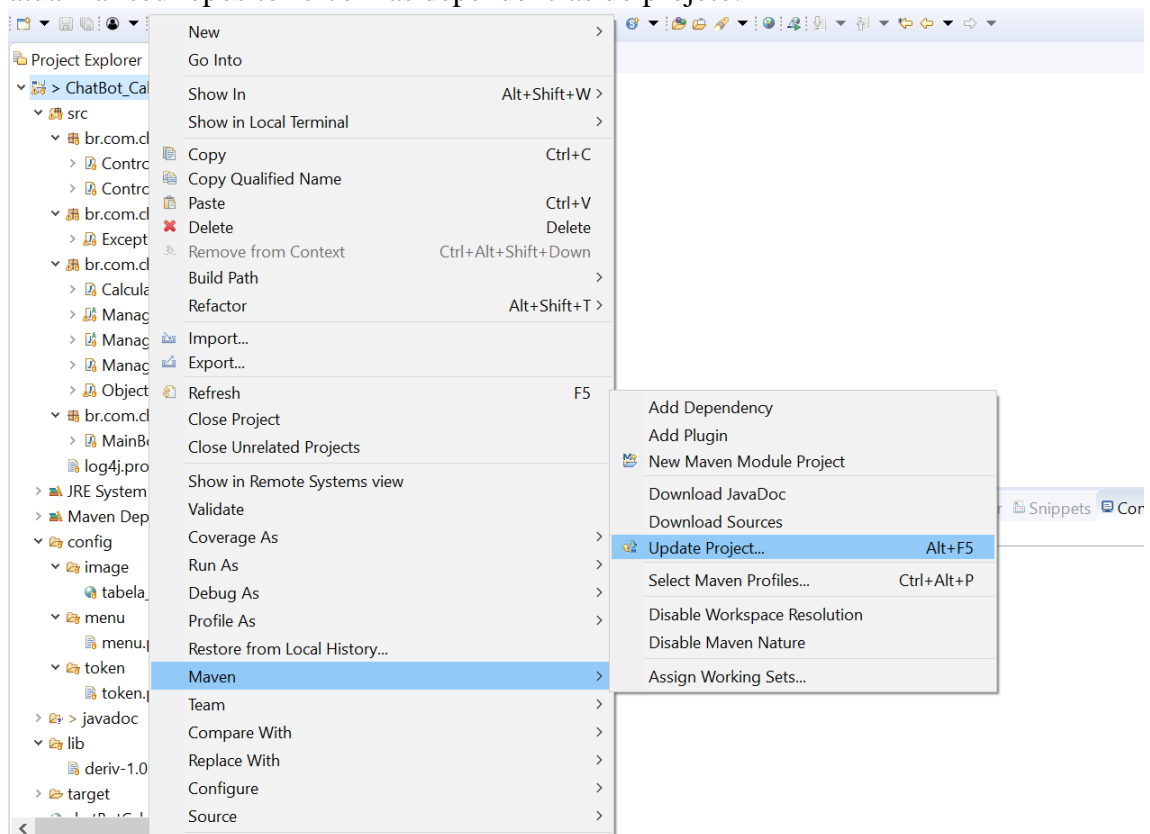 New
Project Explorer
Go Into
> ChatBot_Cal
Show In Alt+Shift+W >
src
Show in Local Terminal
br.com.cl
Copy Ctrl+C
Contro
Copy Qualified Name
Contro
Paste Ctrl+V
br.com.cl
Delete Delete
Except
Remove from Context Ctrl+Alt+Shift+Down
br.com.cl
Build Path
Calcula
Refactor Alt+Shift+T >
Manag
Import...
Manag
Export...
Manag
Refresh F5
Object
Close Project
br.com.cl
Close Unrelated Projects
MainBo
log4j.pro
Show in Remote Systems view
JRE System
Validate
Maven Dep
Coverage As
config
Run As
image
Debug As
tabela_
Profile As
menu
Restore from Local History...
menu.p
Maven
token
Team
token.p
Compare With
> javadoc
Replace With
lib
Configure
deriv-1.0
Source
target
Add Dependency
Add Plugin
New Maven Module Project
Download JavaDoc
Download Sources
Update Project... Alt+F5
Select Maven Profiles... Ctrl+Alt+P
Disable Workspace Resolution
Disable Maven Nature
Assign Working Sets...
Snippets
Con